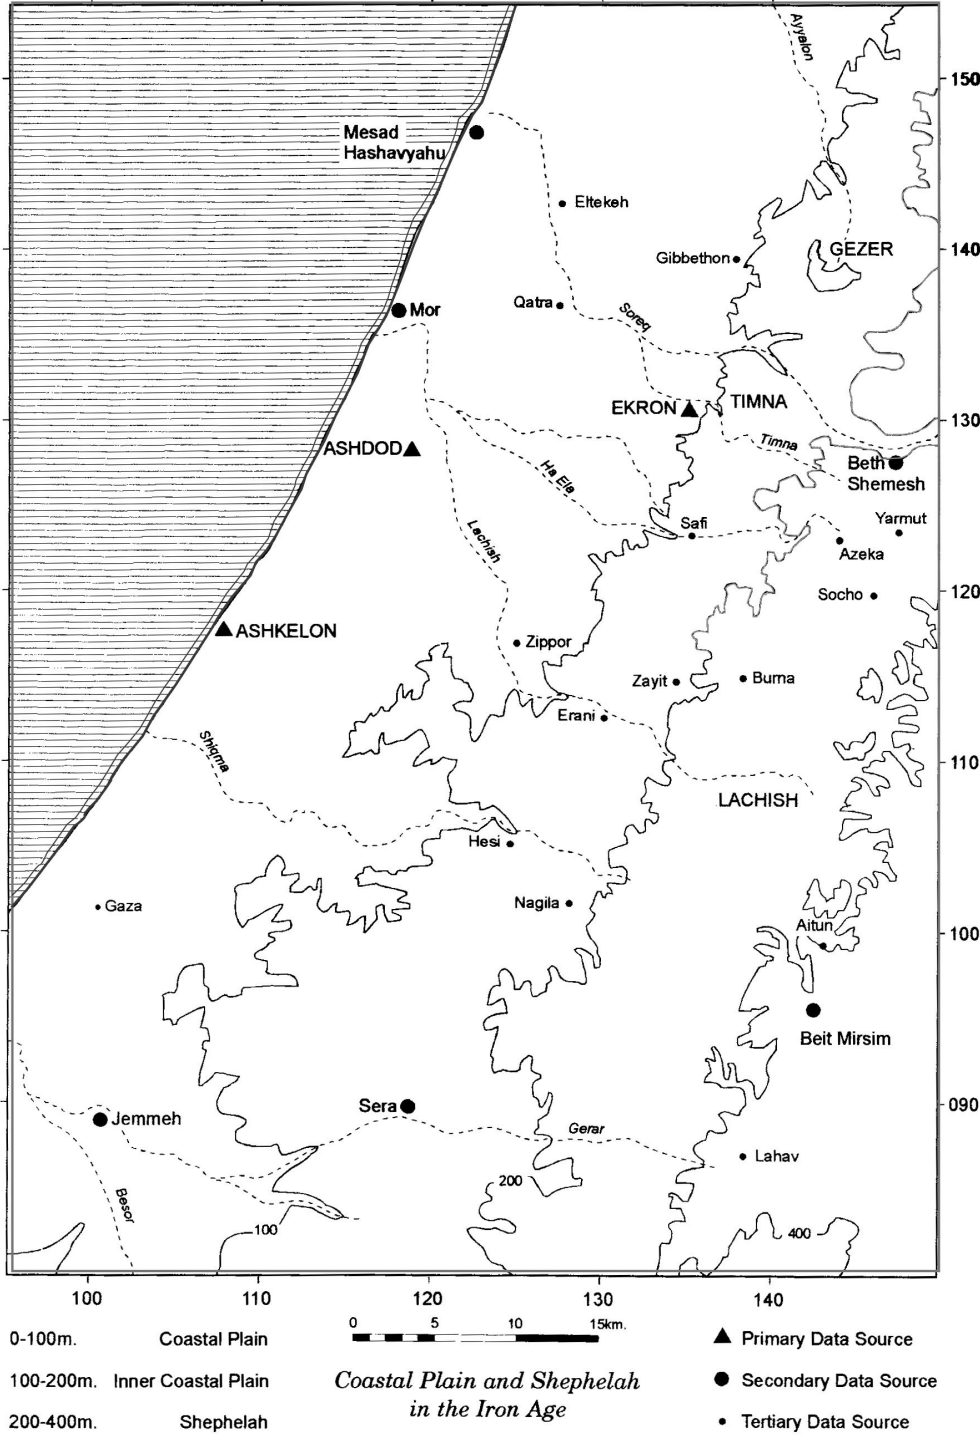 Ayyalon
150
Mesad
Hashavyahu
Eltekeh
140
GEZER
Gibbethon
Qatra
Mor
Soreq
EKRON
TIMNA
130
ASHDOD
Timna
Beth
Shemesh
Ha Ela
Lachish
Safi
Yarmut
Azeka
120
Socho
ASHKELON
Zippor
Zayit
Burna
Erani
Shiqma
110
LACHISH
Hesi
Gaza
Nagila
Aitun
100
Beit Mirsim
090
Jemmeh
Sera
Gerar
Lahav
Besor
200
100
400
100
110
120
130
140
0-100m. Coastal Plain
100-200m. Inner Coastal Plain
200-400m. Shephelah
0 5 10 15km.
Coastal Plain and Shephelah
in the Iron Age
Primary Data Source
Secondary Data Source
Tertiary Data Source